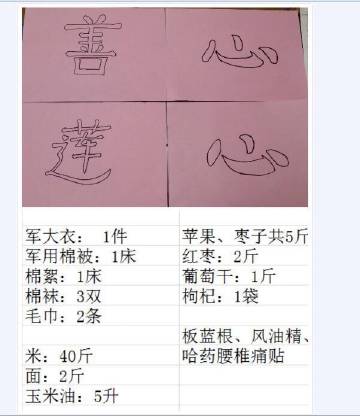 善心
莲心
军大衣： 1件
军用棉被：1床
棉絮：1床
棉袜：3双
毛巾：2条
米：40斤
面：2斤
玉米油：5升
苹果、枣子共5斤
红枣：2斤
葡萄干：1斤
枸杞：1袋
板蓝根、风油精、
哈药腰椎痛贴